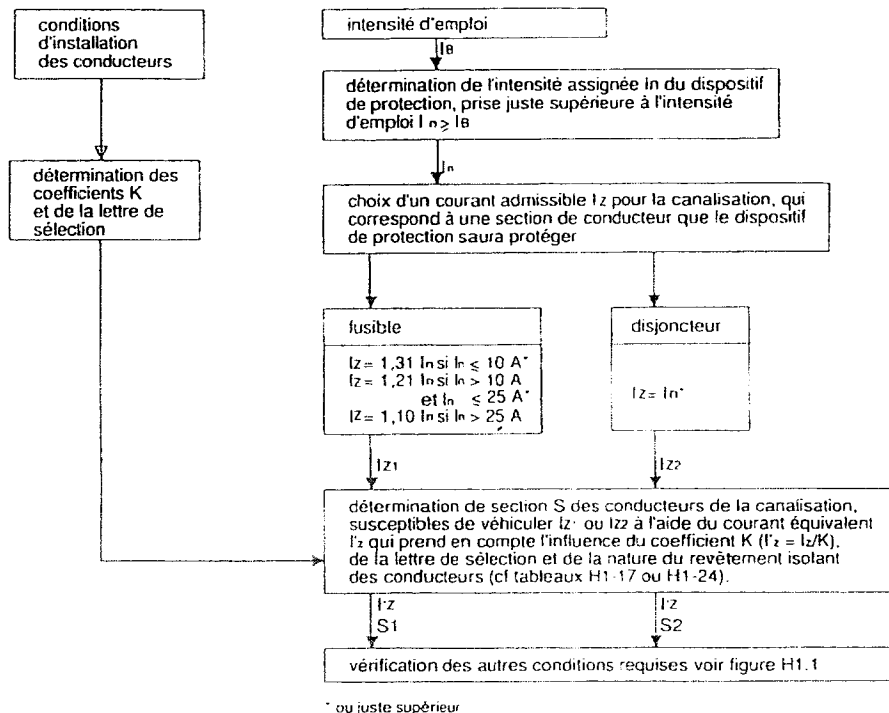 conditions
d'installation
des conducteurs
détermination des
coefficients K
et de la lettre de
sélection
intensité d'emploi
IB
détermination de l'intensité assignée In du dispositif
de protection, prise juste supérieure à l'intensité
d'emploi In ≥ IB
In
choix d'un courant admissible Iz pour la canalisation, qui
correspond à une section de conducteur que le dispositif
de protection saura protéger
fusible
Iz = 1,31 In si In ≤ 10 A*
Iz = 1,21 In si In > 10 A
et In ≤ 25 A*
Iz = 1,10 In si In > 25 A
disjoncteur
Iz = In*
Iz1
Iz2
détermination de section S des conducteurs de la canalisation,
susceptibles de véhiculer Iz· ou Iz2 à l'aide du courant équivalent
I'z qui prend en compte l'influence du coefficient K (I'z = Iz/K),
de la lettre de sélection et de la nature du revêtement isolant
des conducteurs (cf tableaux H1-17 ou H1-24).
I'z
S1
I'z
S2
vérification des autres conditions requises voir figure H1.1
* ou juste supérieur